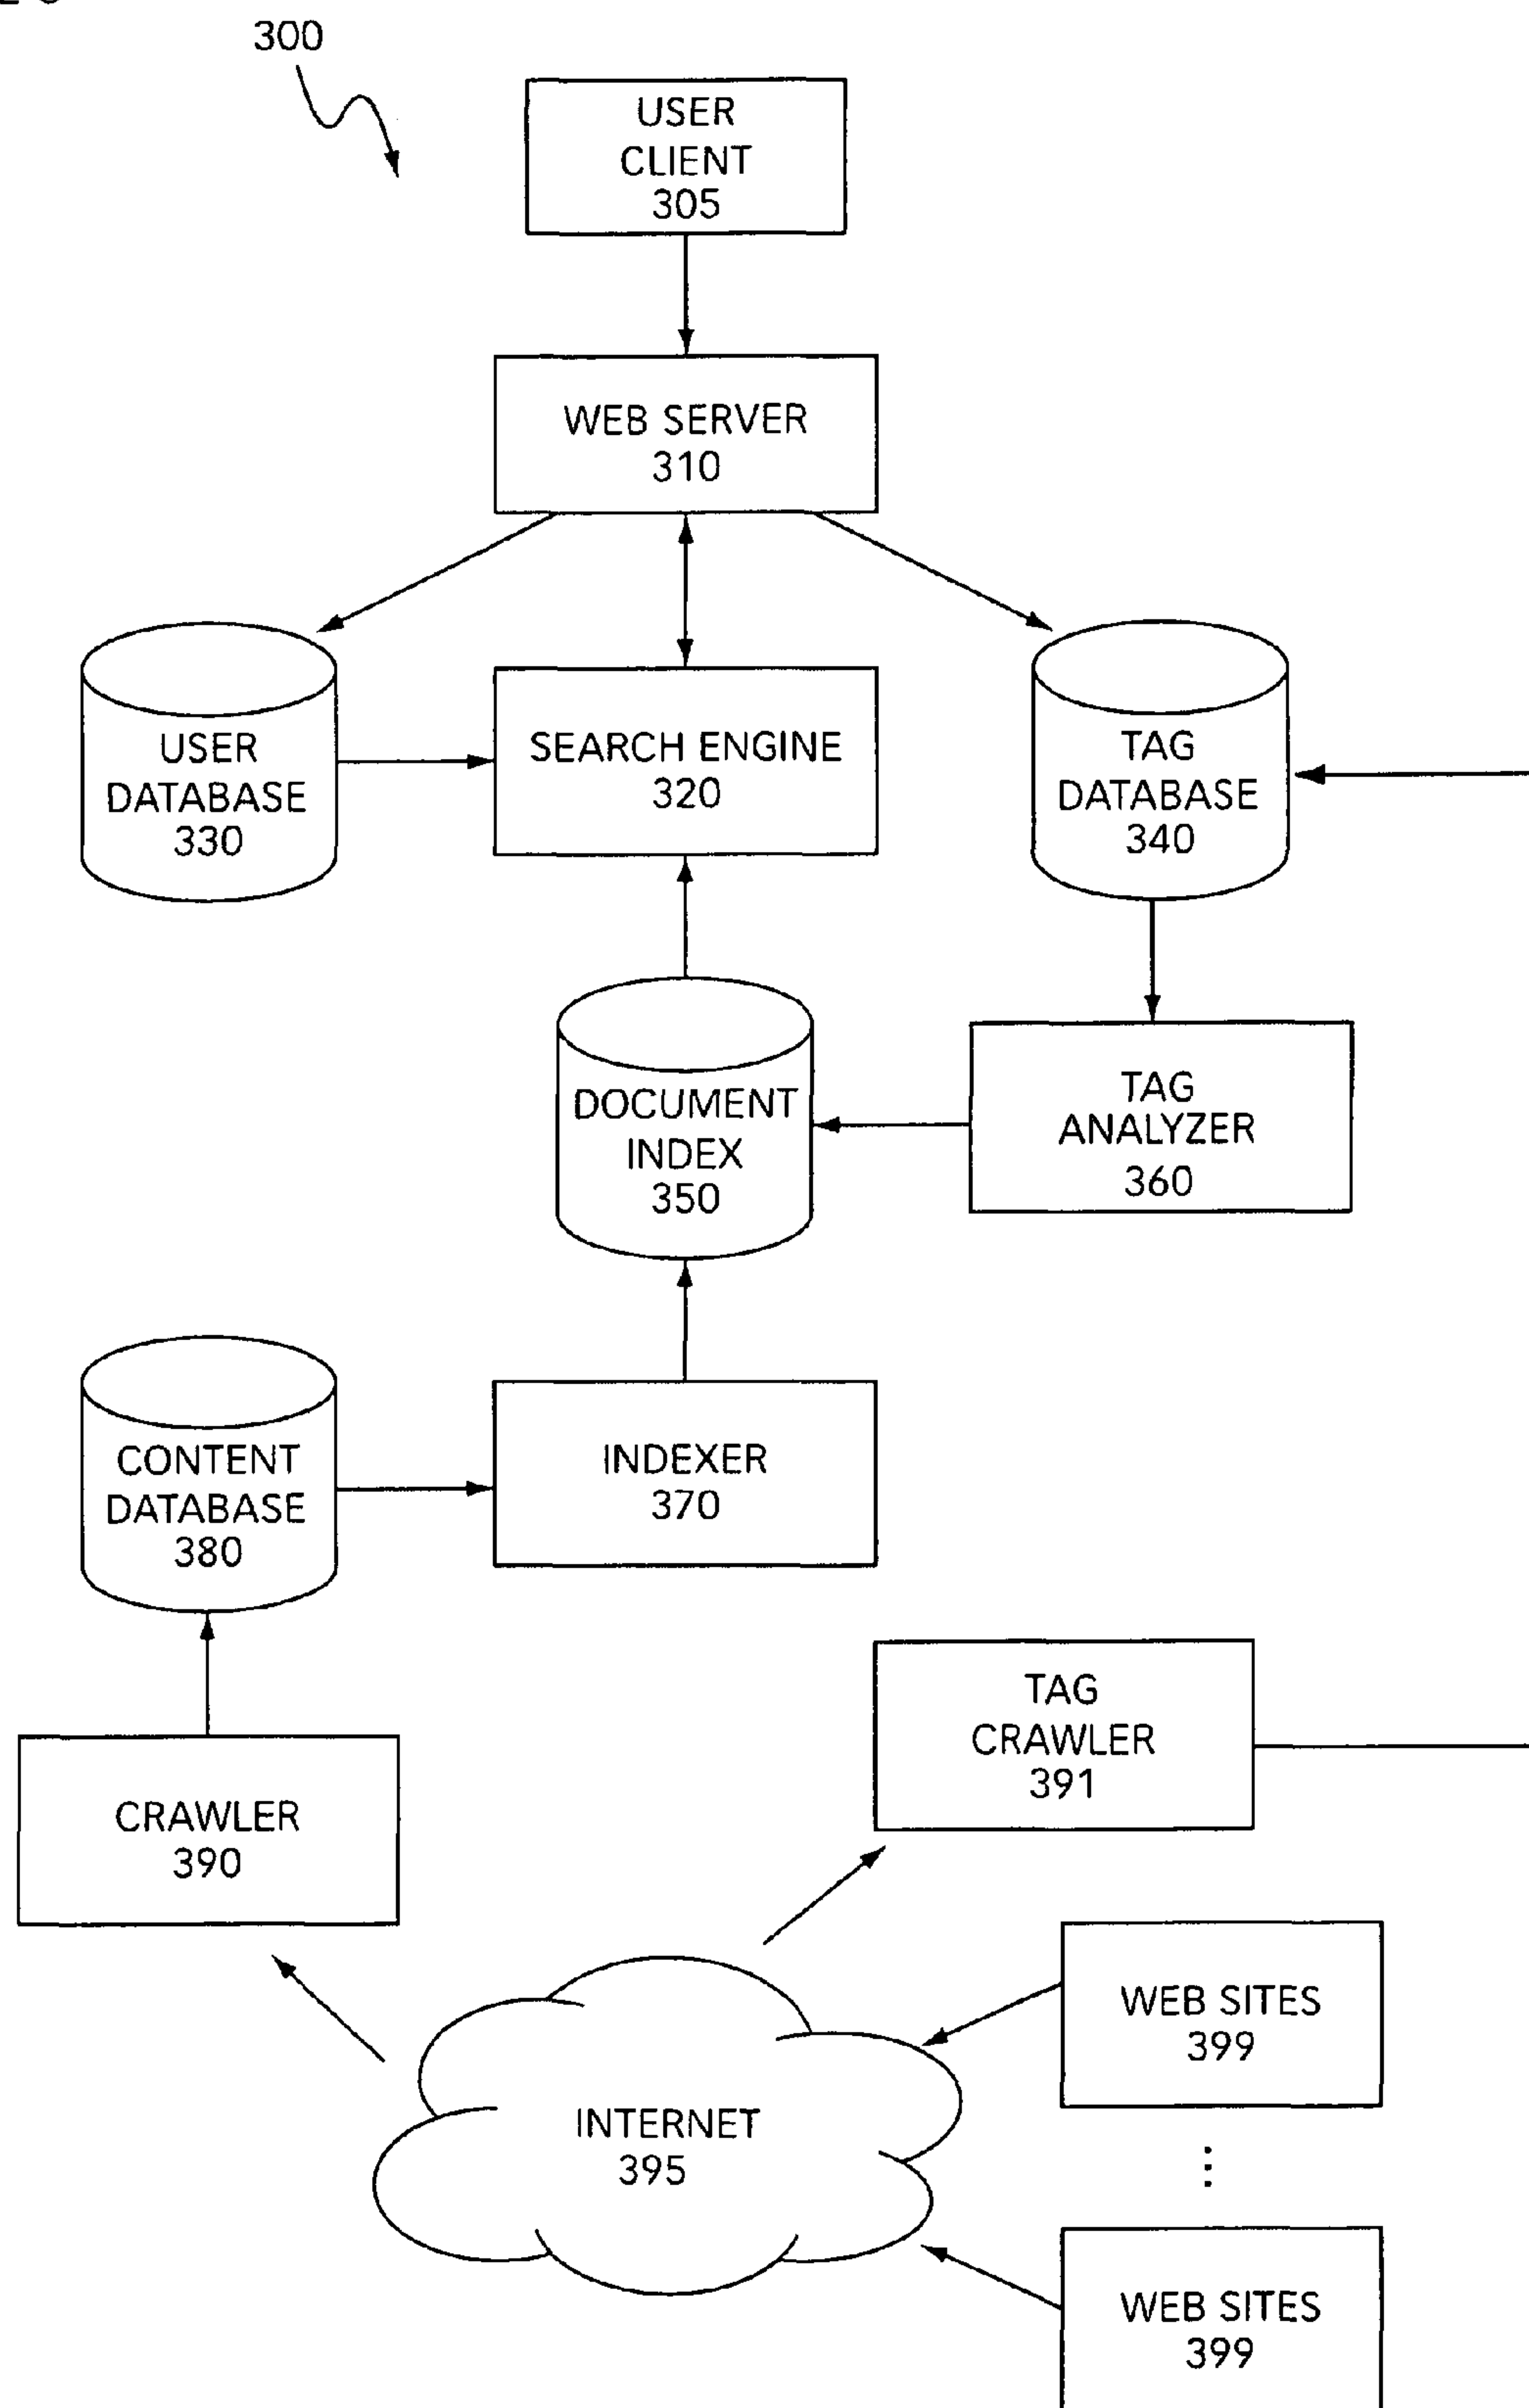 300
USER
CLIENT
305
WEB SERVER
310
USER
DATABASE
330
SEARCH ENGINE
320
TAG
DATABASE
340
DOCUMENT
INDEX
350
TAG
ANALYZER
360
CONTENT
DATABASE
380
INDEXER
370
TAG
CRAWLER
391
CRAWLER
390
WEB SITES
399
INTERNET
395
WEB SITES
399